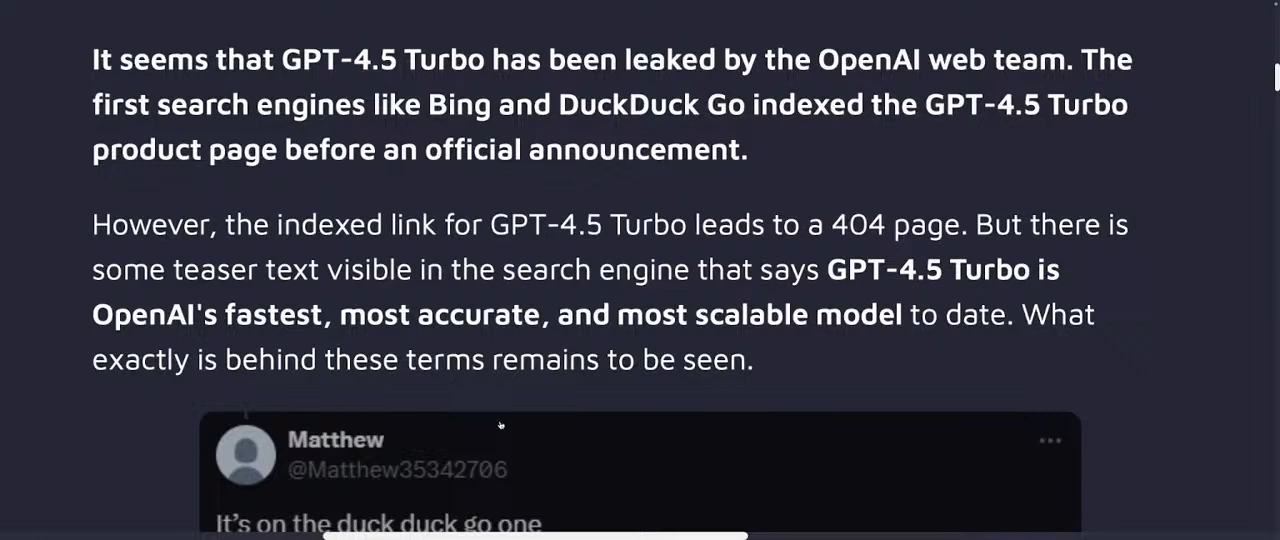 It seems that GPT-4.5 Turbo has been leaked by the OpenAI web team. The
first search engines like Bing and DuckDuck Go indexed the GPT-4.5 Turbo
product page before an official announcement.
However, the indexed link for GPT-4.5 Turbo leads to a 404 page. But there is
some teaser text visible in the search engine that says GPT-4.5 Turbo is
OpenAI's fastest, most accurate, and most scalable model to date. What
exactly is behind these terms remains to be seen.
Matthew
@Matthew35342706
It’s on the duck duck go one